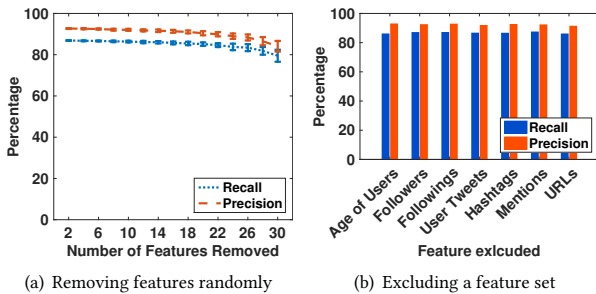 100
80
60
40
20
0
Percentage
2 6 10 14 18 22 26 30
Number of Features Removed
Recall
Precision
(a) Removing features randomly
100
80
60
40
20
0
Percentage
Recall
Precision
Age of Users
Followers
Followings
User Tweets
Hashtags
Mentions
URLs
Feature exlcuded
(b) Excluding a feature set